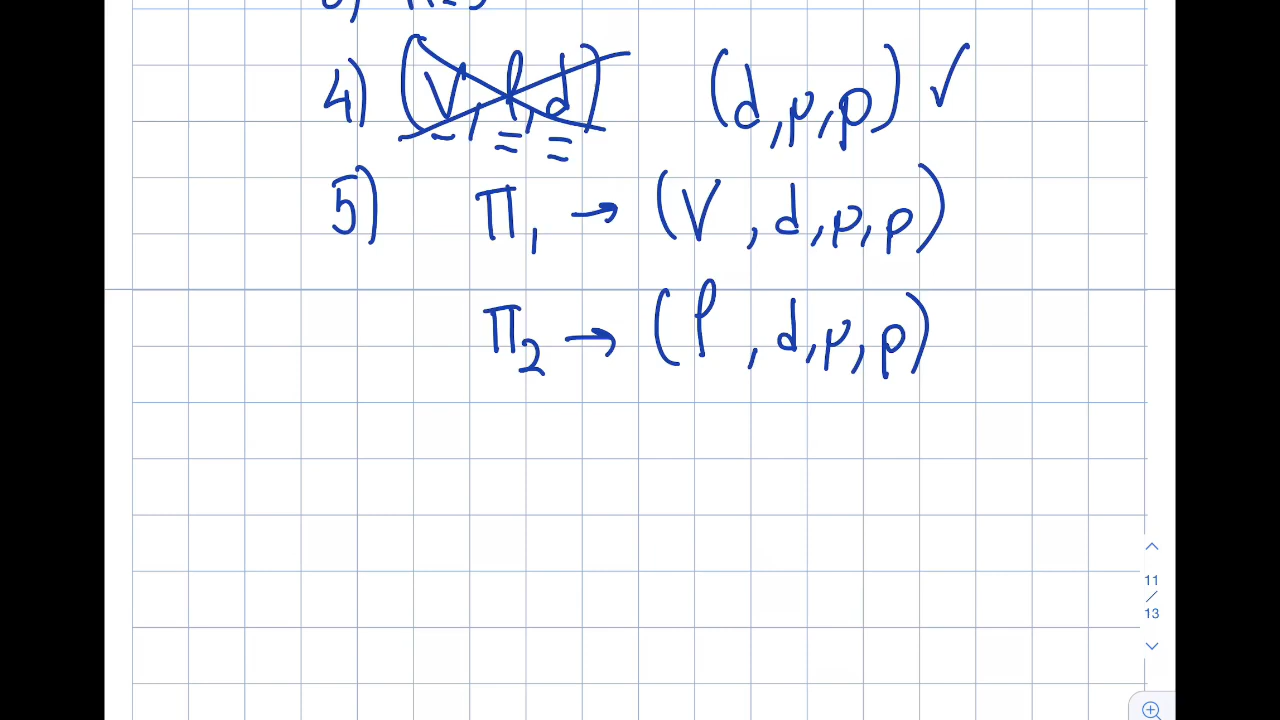 4) (V, ℓ, d) (d, μ, ρ) ✓
5) Π₁ → (V, d, μ, ρ)
Π₂ → (ℓ, d, μ, ρ)
11
/
13